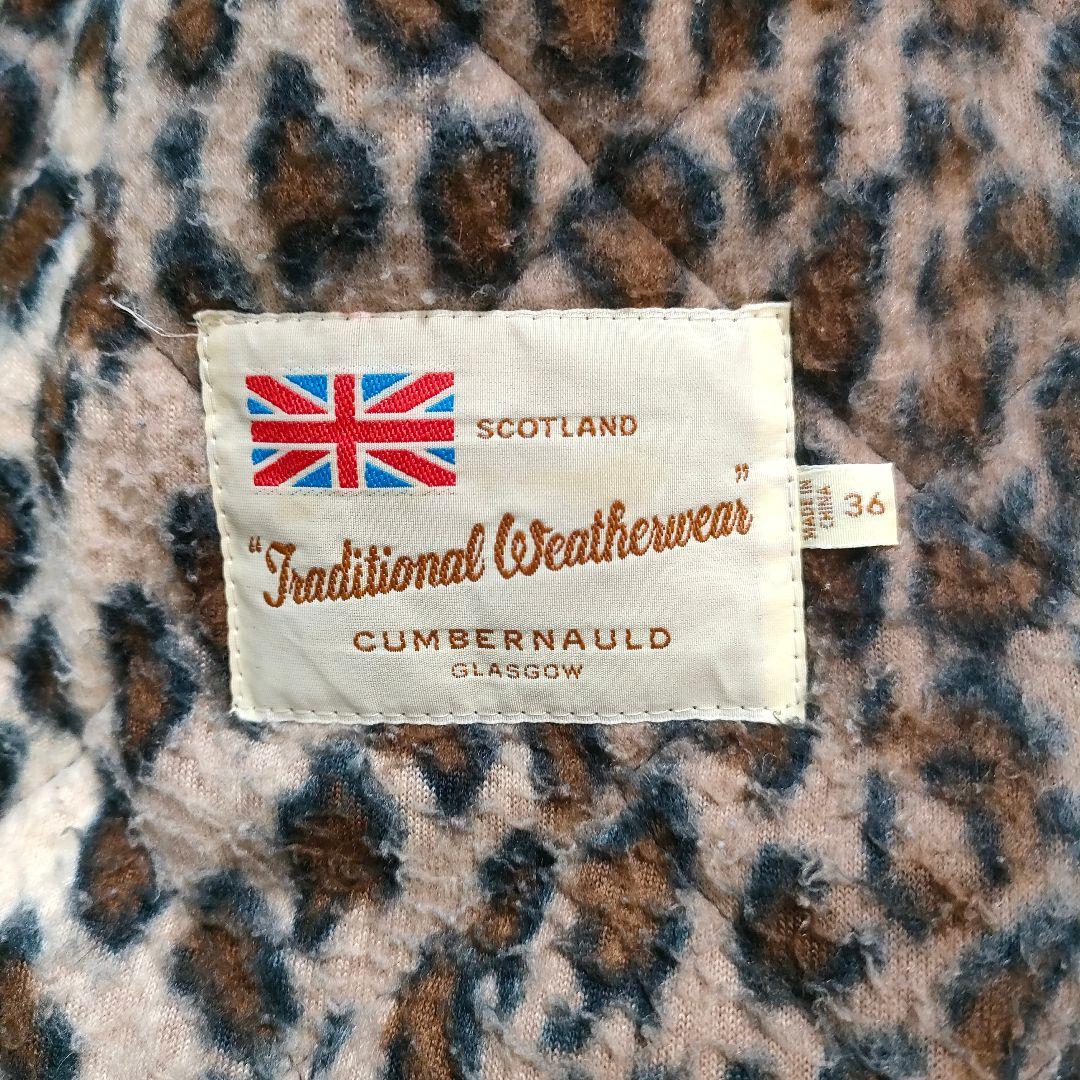 SCOTLAND
"Traditional Weatherwear"
CUMBERNAULD
GLASGOW
MADE IN
CHINA
36